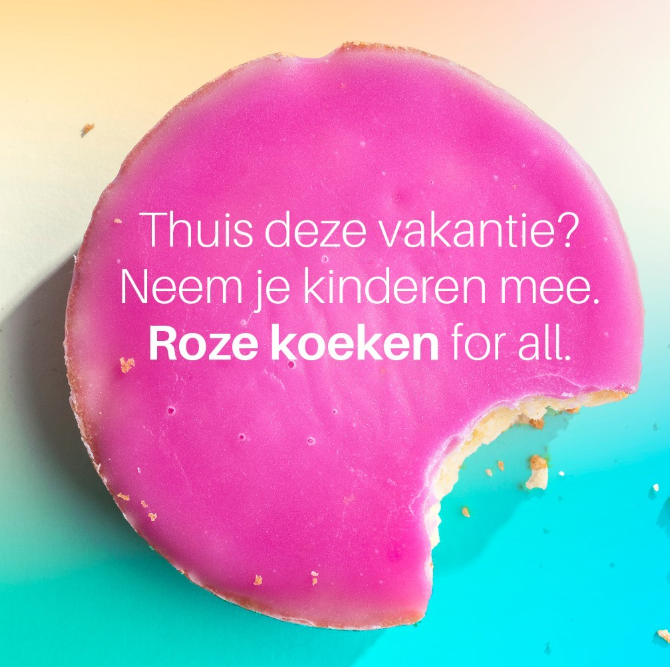 Thuis deze vakantie?
Neem je kinderen mee.
Roze koeken for all.